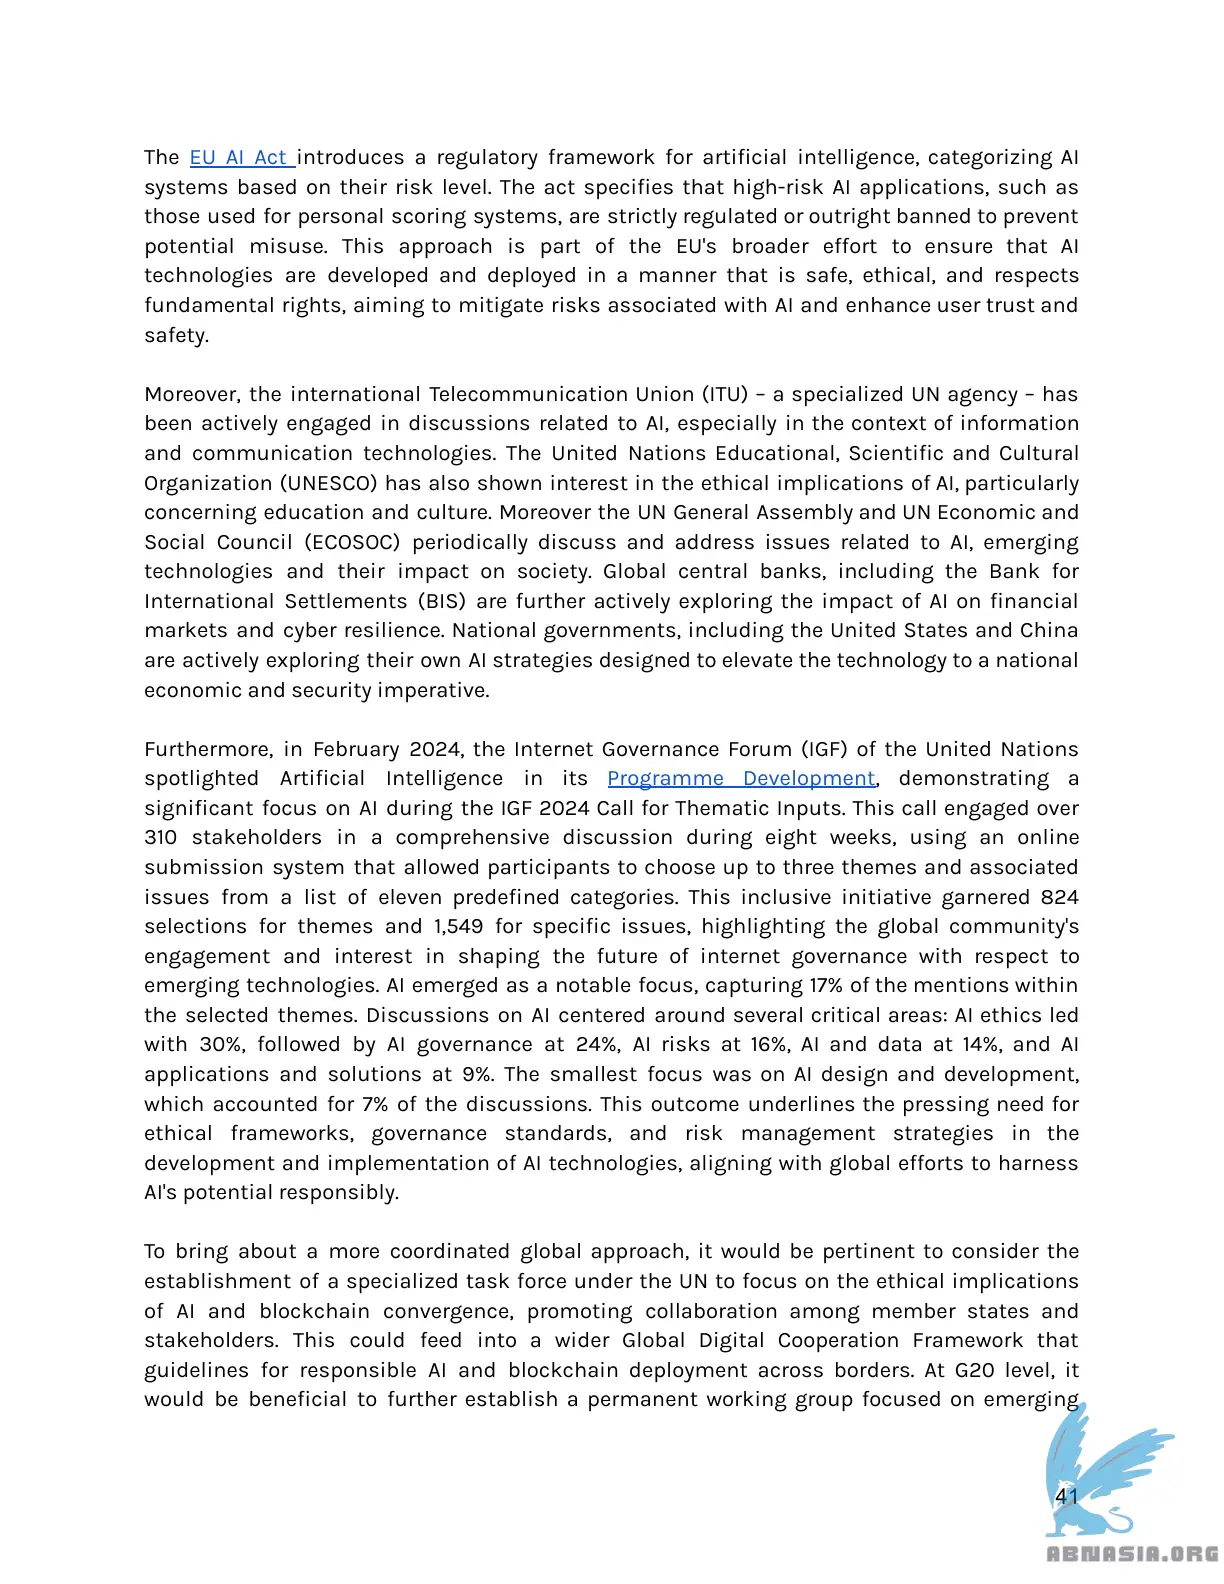 The EU AI Act introduces a regulatory framework for artificial intelligence, categorizing AI
systems based on their risk level. The act specifies that high-risk AI applications, such as
those used for personal scoring systems, are strictly regulated or outright banned to prevent
potential misuse. This approach is part of the EU's broader effort to ensure that AI
technologies are developed and deployed in a manner that is safe, ethical, and respects
fundamental rights, aiming to mitigate risks associated with AI and enhance user trust and
safety.
Moreover, the international Telecommunication Union (ITU) – a specialized UN agency – has
been actively engaged in discussions related to AI, especially in the context of information
and communication technologies. The United Nations Educational, Scientific and Cultural
Organization (UNESCO) has also shown interest in the ethical implications of AI, particularly
concerning education and culture. Moreover the UN General Assembly and UN Economic and
Social Council (ECOSOC) periodically discuss and address issues related to AI, emerging
technologies and their impact on society. Global central banks, including the Bank for
International Settlements (BIS) are further actively exploring the impact of AI on financial
markets and cyber resilience. National governments, including the United States and China
are actively exploring their own AI strategies designed to elevate the technology to a national
economic and security imperative.
Furthermore, in February 2024, the Internet Governance Forum (IGF) of the United Nations
spotlighted Artificial Intelligence in its Programme Development, demonstrating a
significant focus on AI during the IGF 2024 Call for Thematic Inputs. This call engaged over
310 stakeholders in a comprehensive discussion during eight weeks, using an online
submission system that allowed participants to choose up to three themes and associated
issues from a list of eleven predefined categories. This inclusive initiative garnered 824
selections for themes and 1,549 for specific issues, highlighting the global community's
engagement and interest in shaping the future of internet governance with respect to
emerging technologies. AI emerged as a notable focus, capturing 17% of the mentions within
the selected themes. Discussions on AI centered around several critical areas: AI ethics led
with 30%, followed by AI governance at 24%, AI risks at 16%, AI and data at 14%, and AI
applications and solutions at 9%. The smallest focus was on AI design and development,
which accounted for 7% of the discussions. This outcome underlines the pressing need for
ethical frameworks, governance standards, and risk management strategies in the
development and implementation of AI technologies, aligning with global efforts to harness
AI's potential responsibly.
To bring about a more coordinated global approach, it would be pertinent to consider the
establishment of a specialized task force under the UN to focus on the ethical implications
of AI and blockchain convergence, promoting collaboration among member states and
stakeholders. This could feed into a wider Global Digital Cooperation Framework that
guidelines for responsible AI and blockchain deployment across borders. At G20 level, it
would be beneficial to further establish a permanent working group focused on emerging
41
ABNASIA.ORG